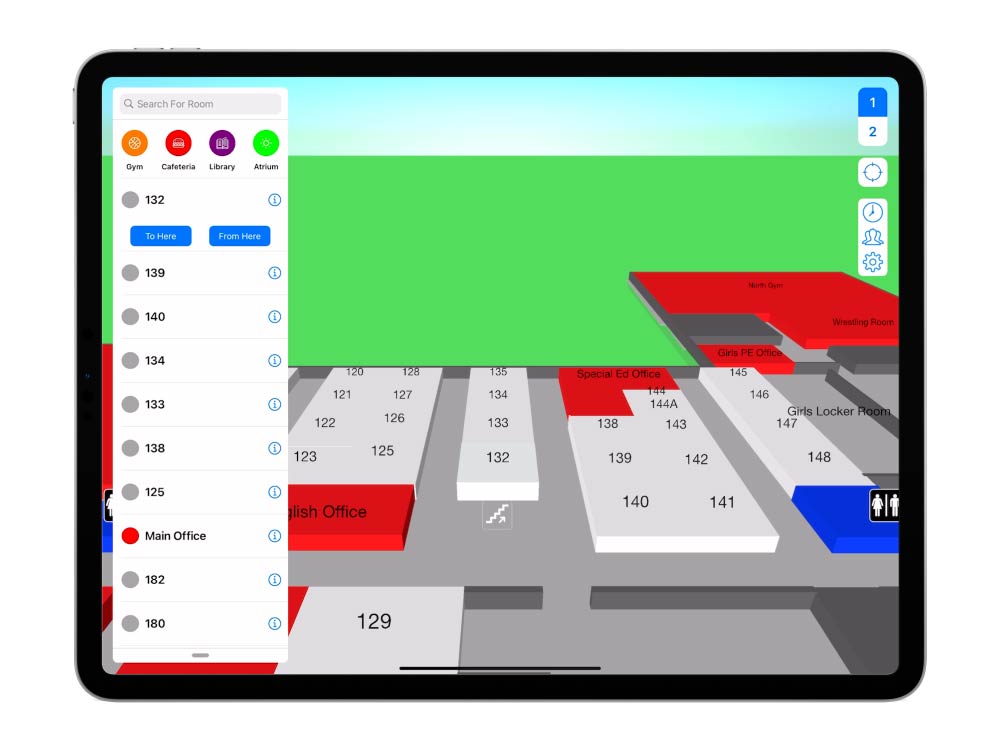 Search For Room
Gym Cafeteria Library Atrium
132
To Here From Here
139
140
134
133
138
125
Main Office
182
180
1
2
North Gym
Wrestling Room
Girls PE Office
120 128 135 Special Ed Office 145
121 127 134 144 146
144A
122 126 133 138 143 147 Girls Locker Room
123 125 132 139 142 148
140 141
glish Office
129